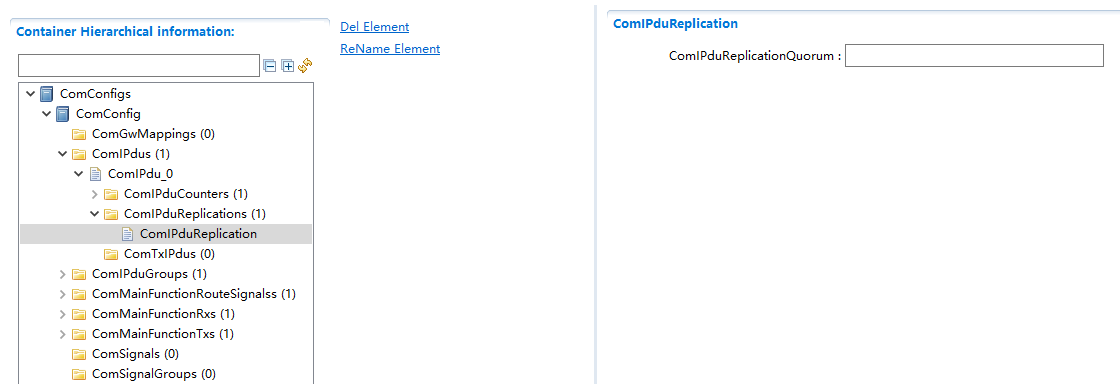 Container Hierarchical information:
Del Element
ReName Element
ComConfigs
ComConfig
ComGwMappings (0)
ComIPdus (1)
ComIPdu_0
ComIPduCounters (1)
ComIPduReplications (1)
ComIPduReplication
ComTxIPdus (0)
ComIPduGroups (1)
ComMainFunctionRouteSignalss (1)
ComMainFunctionRxs (1)
ComMainFunctionTxs (1)
ComSignals (0)
ComSignalGroups (0)
ComIPduReplication
ComIPduReplicationQuorum :